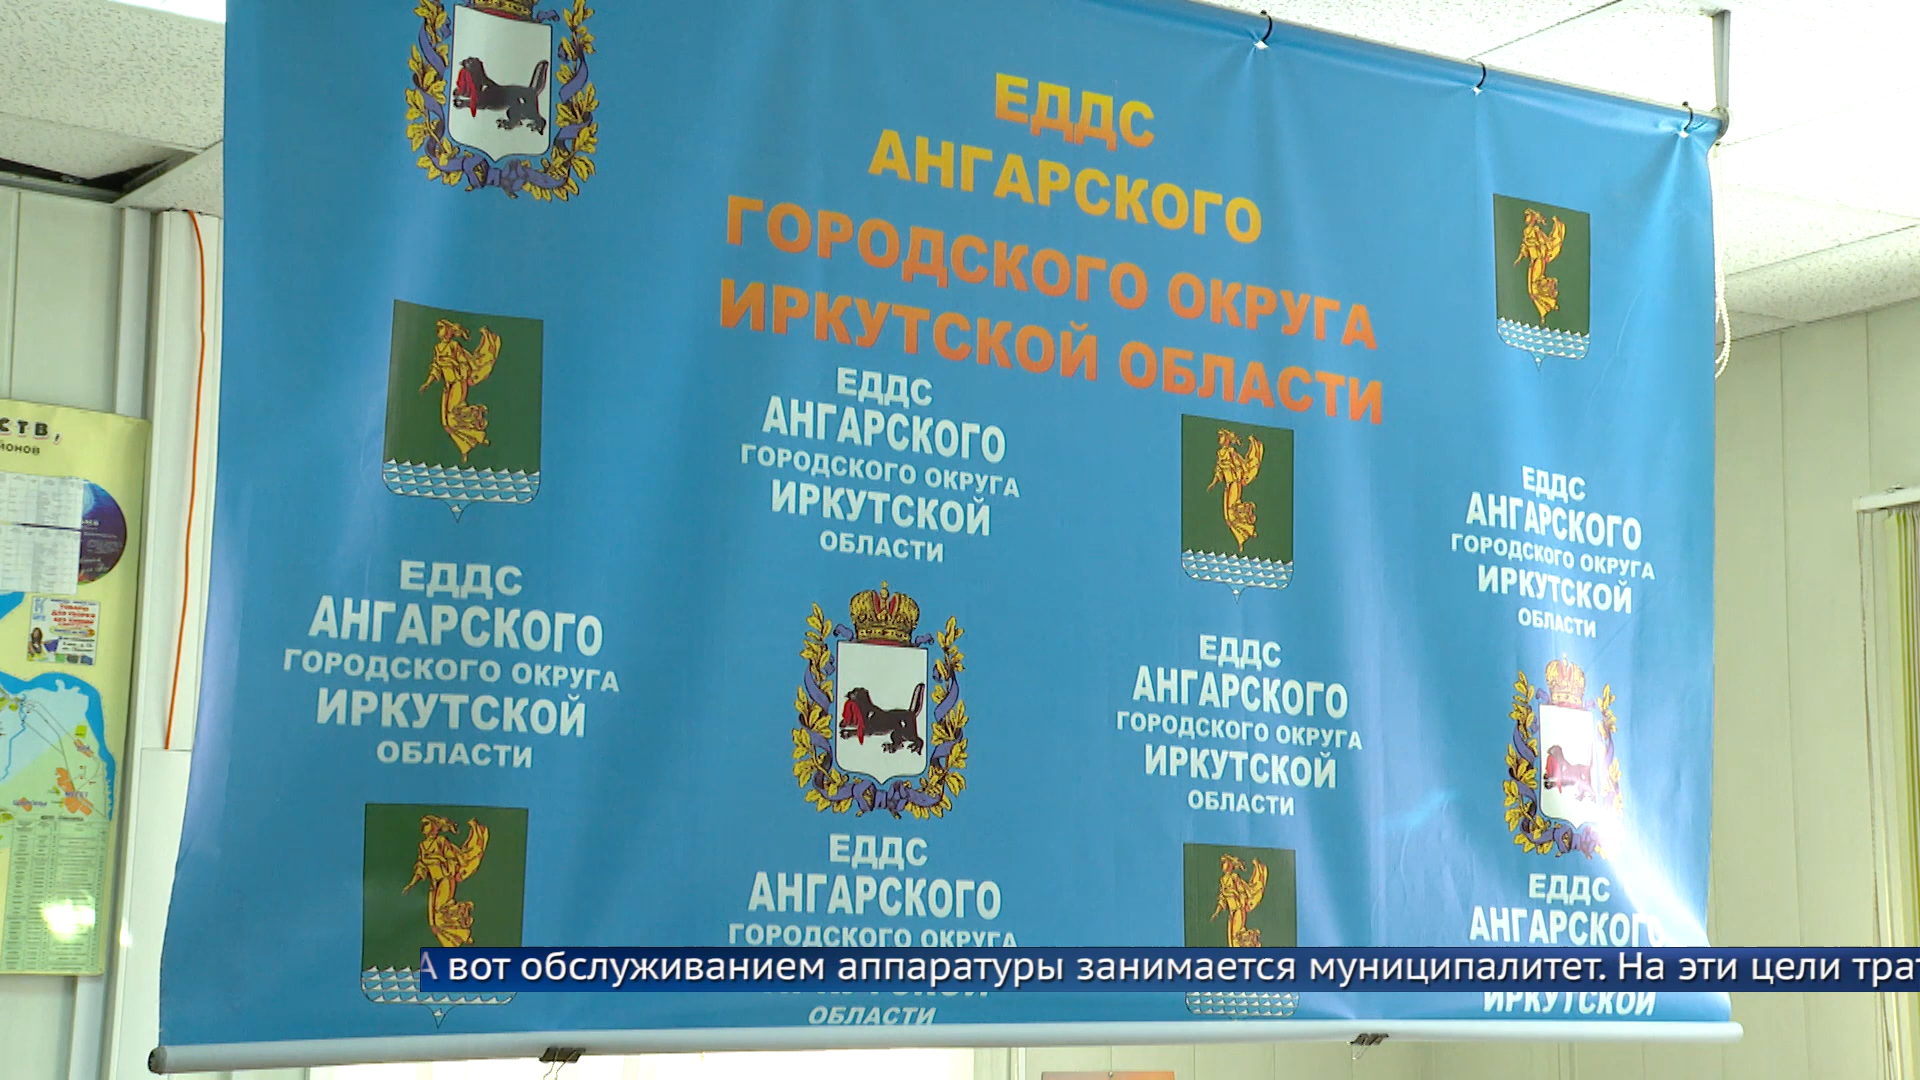 ЕДДС
АНГАРСКОГО
ГОРОДСКОГО ОКРУГА
ИРКУТСКОЙ ОБЛАСТИ
ЕДДС
АНГАРСКОГО
ГОРОДСКОГО ОКРУГА
ИРКУТСКОЙ
ОБЛАСТИ
ЕДДС
АНГАРСКОГО
ГОРОДСКОГО ОКРУГА
ИРКУТСКОЙ
ОБЛАСТИ
ЕДДС
АНГАРСКОГО
ГОРОДСКОГО ОКРУГА
ИРКУТСКОЙ
ОБЛАСТИ
ЕДДС
АНГАРСКОГО
ГОРОДСКОГО ОКРУГА
ИРКУТСКОЙ
ОБЛАСТИ
ЕДДС
АНГАРСКОГО
ГОРОДСКОГО ОКРУГА
ОБЛАСТИ
ЕДДС
АНГАРСКОГО
ИРКУТСКОЙ
А вот обслуживанием аппаратуры занимается муниципалитет. На эти цели трат